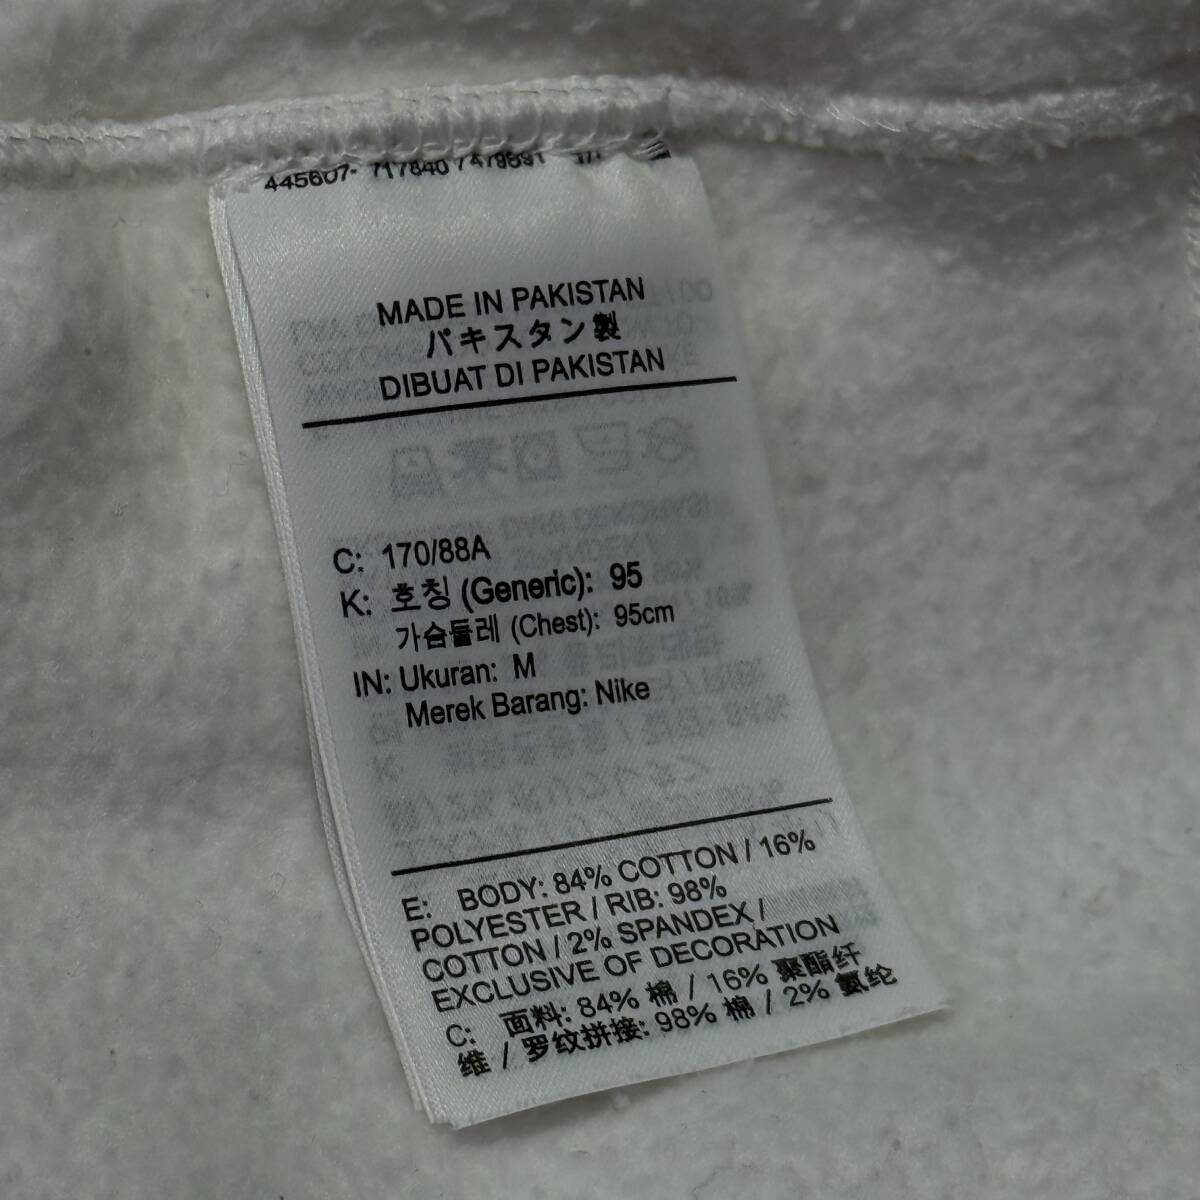 445607- 717840 / 479891
MADE IN PAKISTAN
パキスタン製
DIBUAT DI PAKISTAN
C: 170/88A
K: 호칭 (Generic): 95
가슴둘레 (Chest): 95cm
IN: Ukuran: M
Merek Barang: Nike
E: BODY: 84% COTTON / 16%
POLYESTER / RIB: 98%
COTTON / 2% SPANDEX /
EXCLUSIVE OF DECORATION
C: 面料: 84% 棉 / 16% 聚酯纤
维 / 罗纹拼接: 98% 棉 / 2% 氨纶